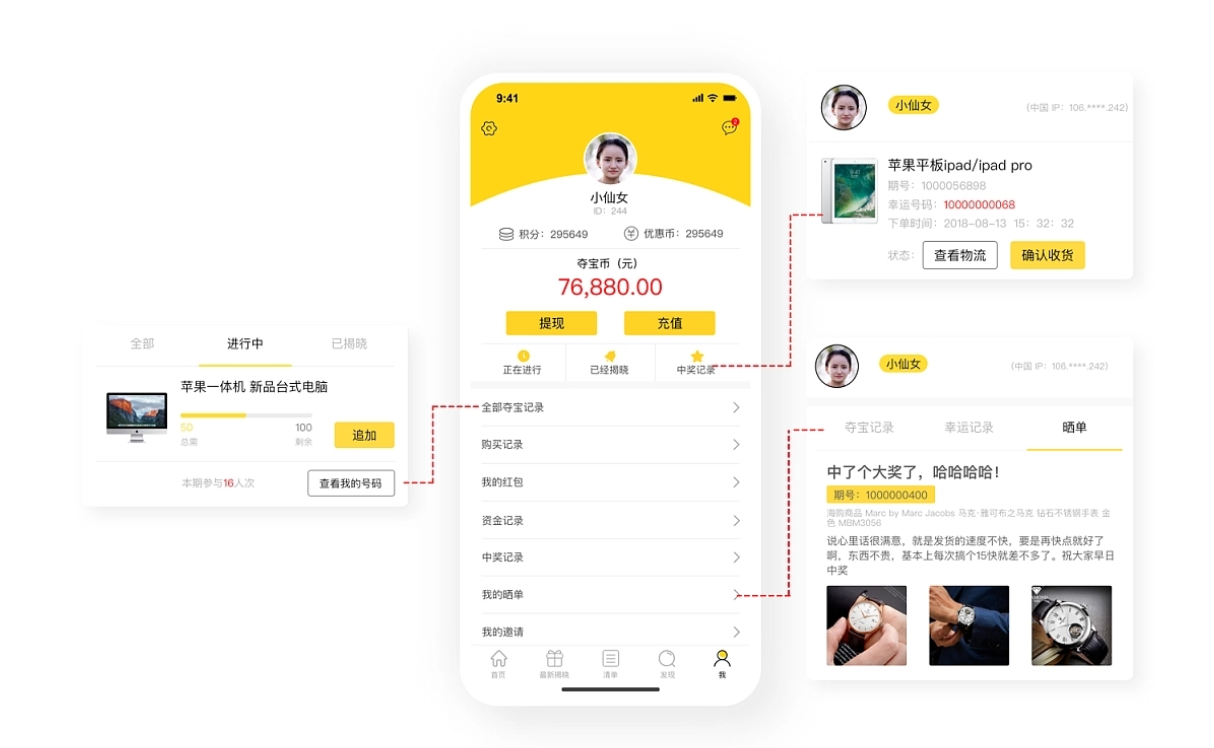 全部
进行中
已揭晓
苹果一体机 新品台式电脑
50
100
总需
剩余
追加
本期参与16人次
查看我的号码
9:41
2
小仙女
ID：244
积分：295649
优惠币：295649
夺宝币（元）
76,880.00
提现
充值
正在进行
已经揭晓
中奖记录
全部夺宝记录
购买记录
我的红包
资金记录
中奖记录
我的晒单
我的邀请
首页
最新揭晓
清单
发现
我
小仙女
(中国 IP：106.****.242)
苹果平板ipad/ipad pro
期号：1000056898
幸运号码：10000000068
下单时间：2018-08-13 15：32：32
状态：
查看物流
确认收货
小仙女
(中国 IP：106.****.242)
夺宝记录
幸运记录
晒单
中了个大奖了，哈哈哈哈！
期号：1000000400
海购商品 Marc by Marc Jacobs 马克·雅可布之马克 钻石不锈钢手表 金
色 MBM3056
说心里话很满意，就是发货的速度不快，要是再快点就好了
啊，东西不贵，基本上每次搞个15快就差不多了。祝大家早日
中奖